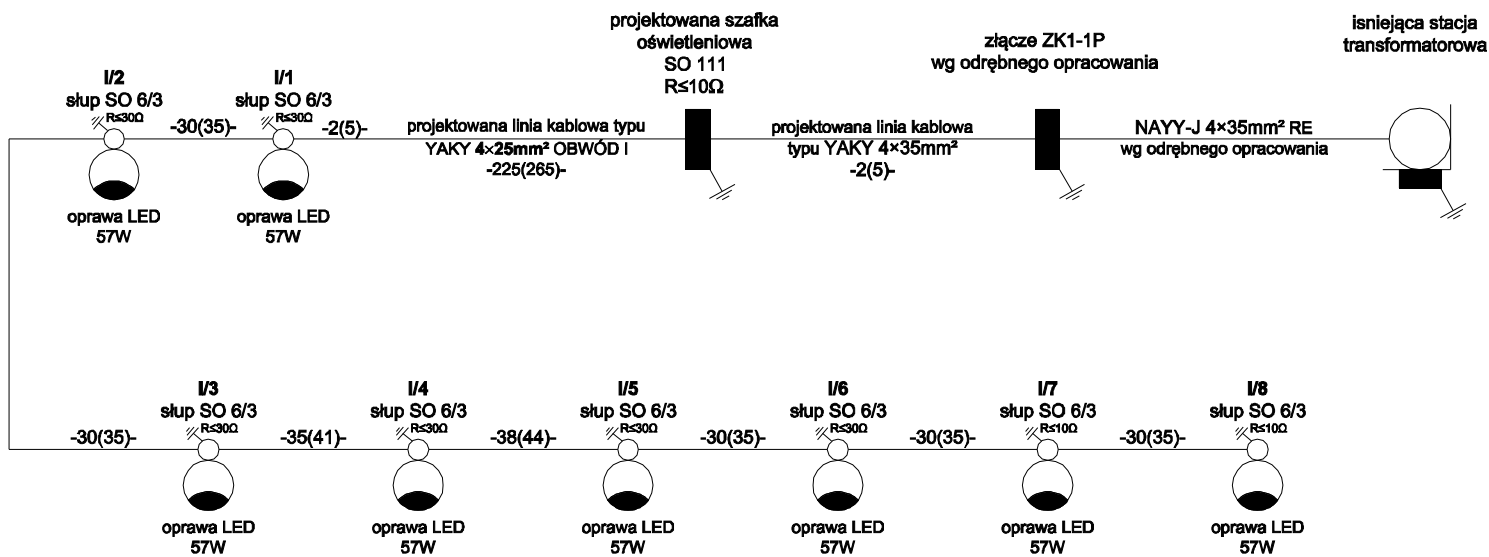 projektowana szafka
oświetleniowa
SO 111
R≤10Ω
złącze ZK1-1P
wg odrębnego opracowania
isniejąca stacja
transformatorowa
I/2
słup SO 6/3
R≤30Ω
-30(35)-
I/1
słup SO 6/3
R≤30Ω
-2(5)-
projektowana linia kablowa typu
YAKY 4×25mm² OBWÓD I
-225(265)-
projektowana linia kablowa
typu YAKY 4×35mm²
-2(5)-
NAYY-J 4×35mm² RE
wg odrębnego opracowania
oprawa LED
57W
oprawa LED
57W
-30(35)-
I/3
słup SO 6/3
R≤30Ω
-35(41)-
I/4
słup SO 6/3
R≤30Ω
-38(44)-
I/5
słup SO 6/3
R≤30Ω
-30(35)-
I/6
słup SO 6/3
R≤30Ω
-30(35)-
I/7
słup SO 6/3
R≤10Ω
-30(35)-
I/8
słup SO 6/3
R≤10Ω
oprawa LED
57W
oprawa LED
57W
oprawa LED
57W
oprawa LED
57W
oprawa LED
57W
oprawa LED
57W